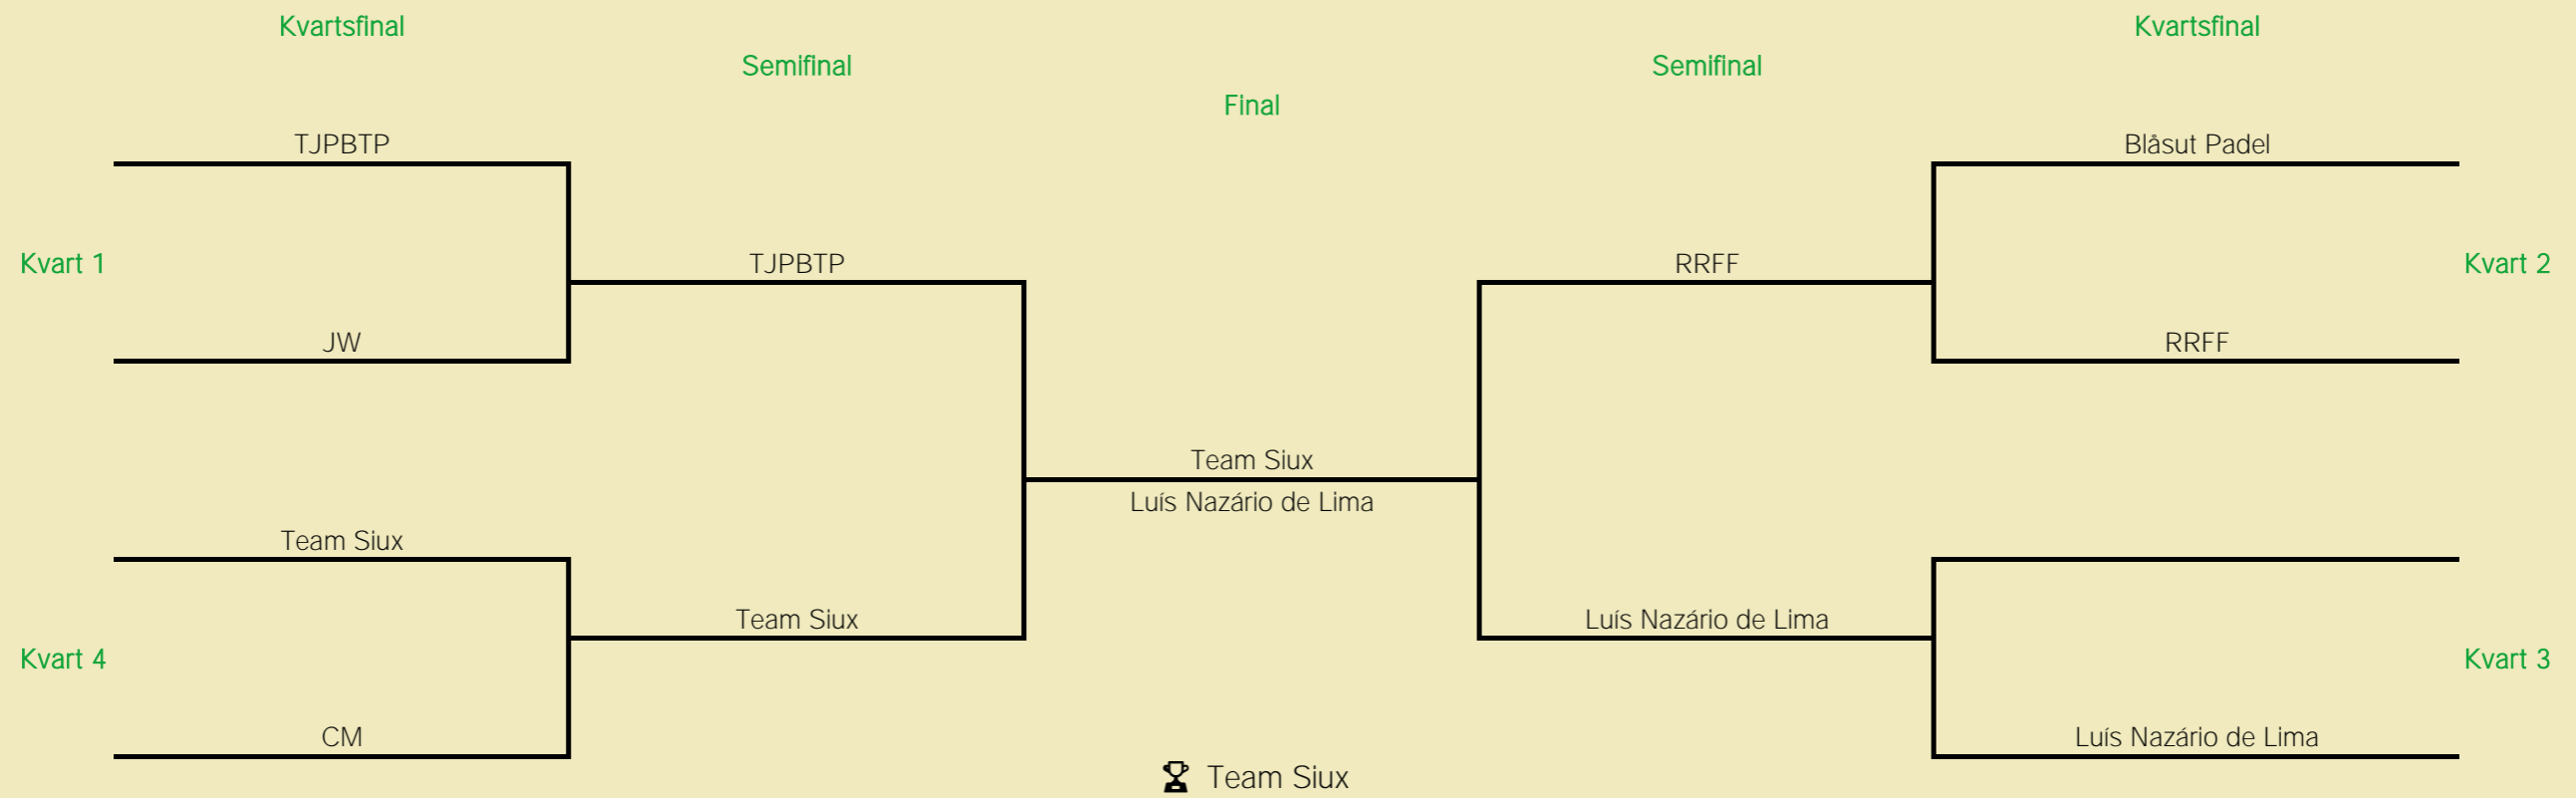 Kvartsfinal
Kvartsfinal
Semifinal
Semifinal
Final
TJPBTP
Blåsut Padel
Kvart 1
TJPBTP
RRFF
Kvart 2
JW
RRFF
Team Siux
Luís Nazário de Lima
Team Siux
Team Siux
Luís Nazário de Lima
Kvart 4
Kvart 3
CM
Luís Nazário de Lima
Team Siux